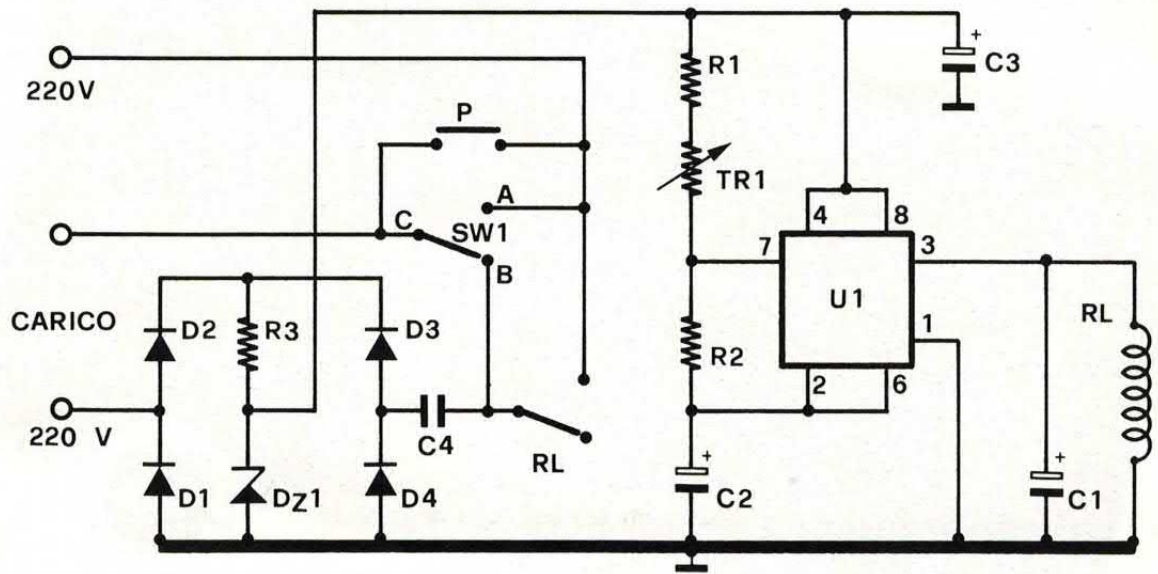 220V
CARICO
220 V
P
A
C
SW1
B
D2
R3
D3
C4
RL
D1
DZ1
D4
R1
TR1
R2
C2
+
4
8
7
U1
3
1
2
6
C3
+
RL
C1
+